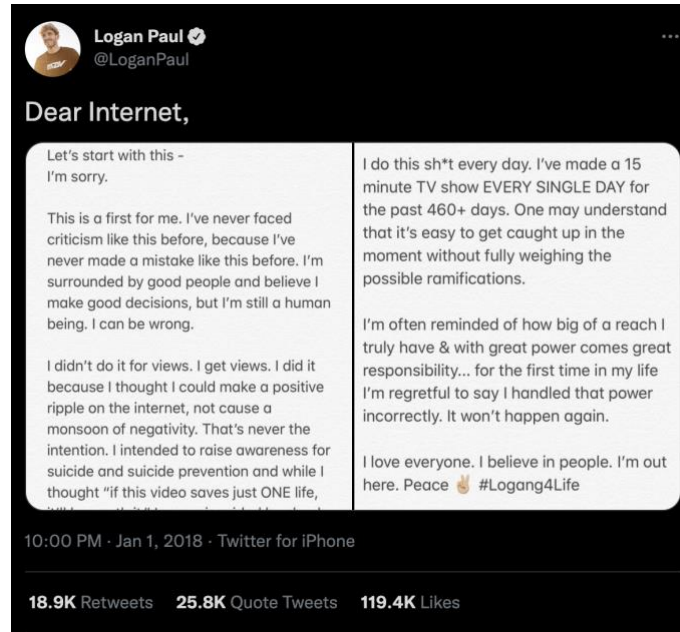 Logan Paul
@LoganPaul
Dear Internet,
Let's start with this -
I'm sorry.
This is a first for me. I've never faced
criticism like this before, because I've
never made a mistake like this before. I'm
surrounded by good people and believe I
make good decisions, but I'm still a human
being. I can be wrong.
I didn't do it for views. I get views. I did it
because I thought I could make a positive
ripple on the internet, not cause a
monsoon of negativity. That's never the
intention. I intended to raise awareness for
suicide and suicide prevention and while I
thought "if this video saves just ONE life,
I do this sh*t every day. I've made a 15
minute TV show EVERY SINGLE DAY for
the past 460+ days. One may understand
that it's easy to get caught up in the
moment without fully weighing the
possible ramifications.
I'm often reminded of how big of a reach I
truly have & with great power comes great
responsibility... for the first time in my life
I'm regretful to say I handled that power
incorrectly. It won't happen again.
I love everyone. I believe in people. I'm out
here. Peace ✌🏼 #Logang4Life
10:00 PM · Jan 1, 2018 · Twitter for iPhone
18.9K Retweets 25.8K Quote Tweets 119.4K Likes